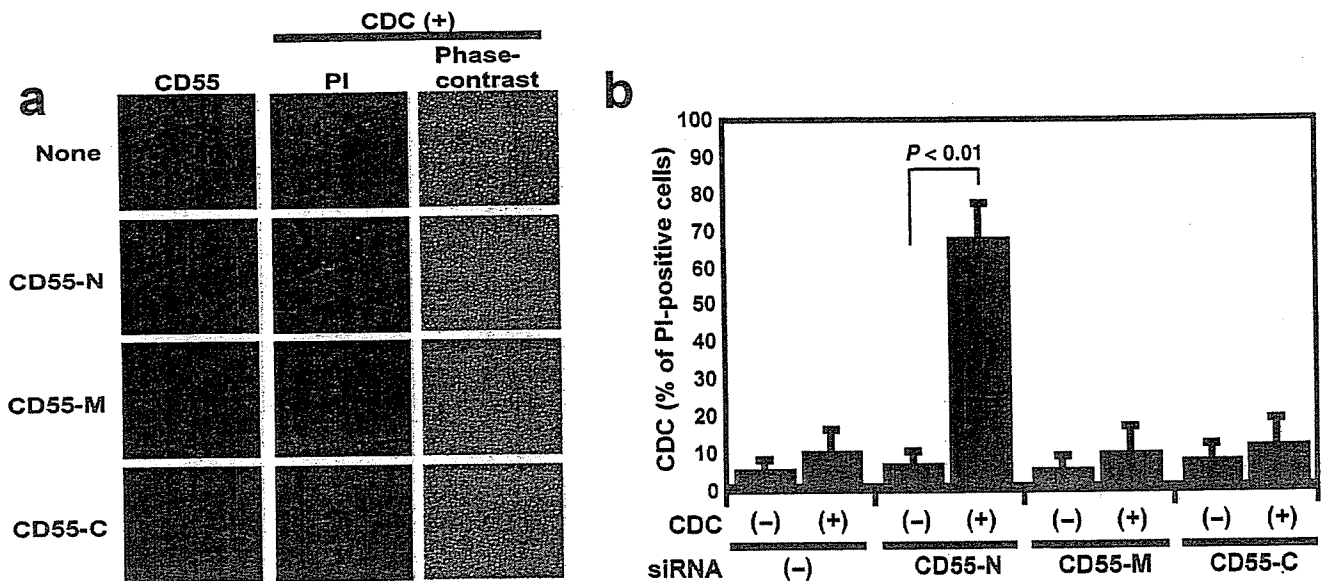 a
CDC (+)
CD55
PI
Phase-
contrast
None
CD55-N
CD55-M
CD55-C
b
CDC (% of PI-positive cells)
100
90
80
70
60
50
40
30
20
10
0
P < 0.01
CDC (−) (+) (−) (+) (−) (+) (−) (+)
siRNA (−) CD55-N CD55-M CD55-C